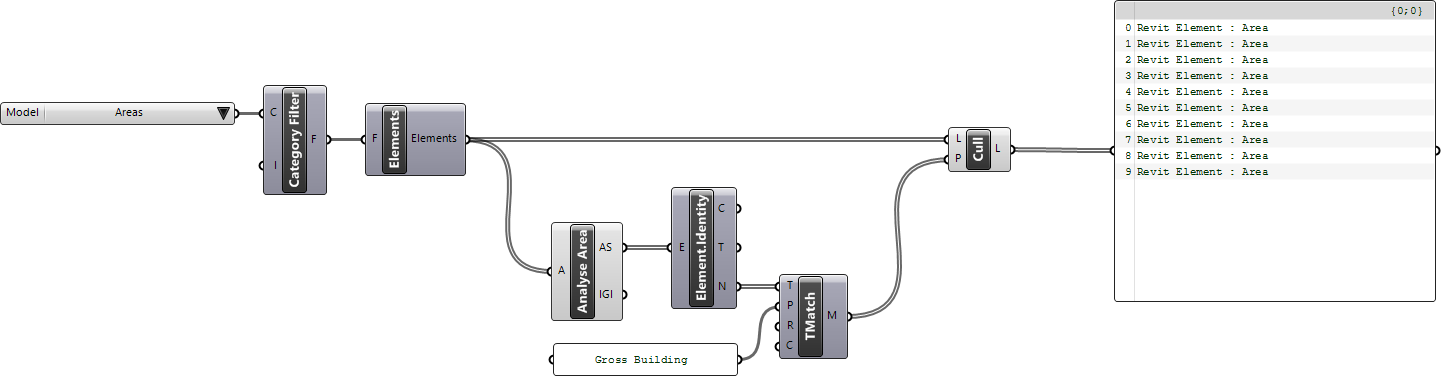 Model Areas
C
I
Category Filter
F
F
Elements
Elements
A
Analyse Area
AS
IGI
E
Element.Identity
C
T
N
Gross Building
T
P
R
C
TMatch
M
L
P
Cull
L
{0;0}
0 Revit Element : Area
1 Revit Element : Area
2 Revit Element : Area
3 Revit Element : Area
4 Revit Element : Area
5 Revit Element : Area
6 Revit Element : Area
7 Revit Element : Area
8 Revit Element : Area
9 Revit Element : Area